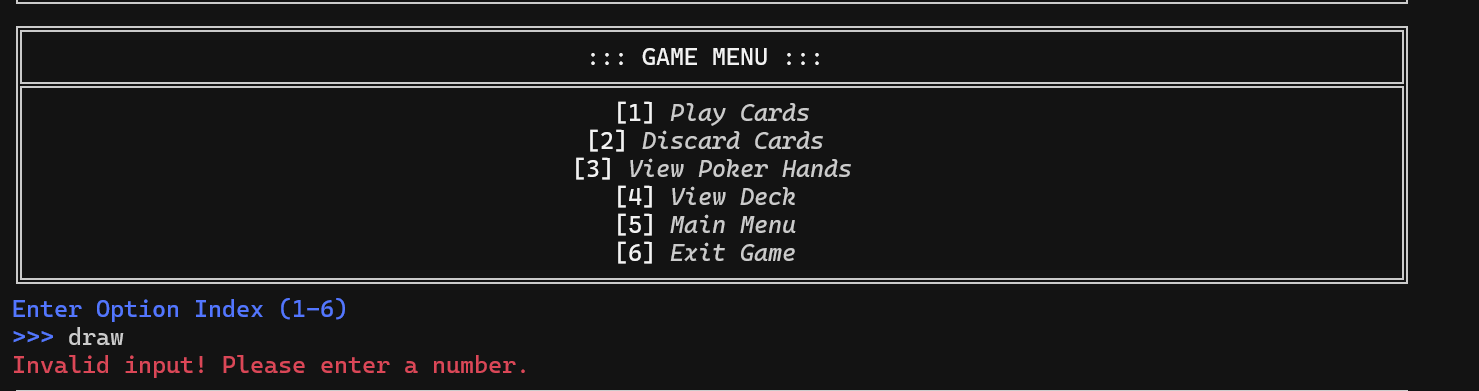 ::: GAME MENU :::
[1] Play Cards
[2] Discard Cards
[3] View Poker Hands
[4] View Deck
[5] Main Menu
[6] Exit Game
Enter Option Index (1-6)
>>> draw
Invalid input! Please enter a number.